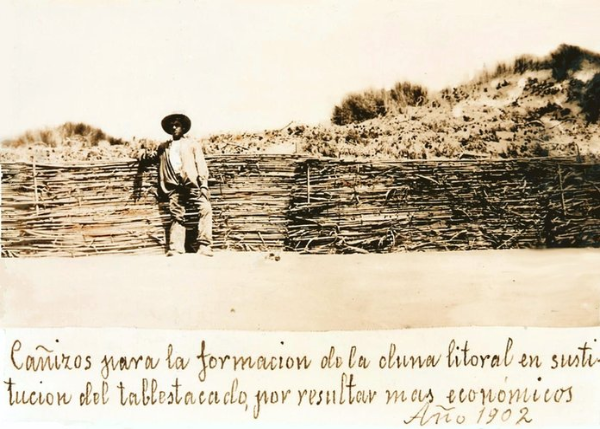 Cañizos para la formacion de la duna litoral en susti-
tucion del tablestacado, por resultar mas económicos
Año 1902